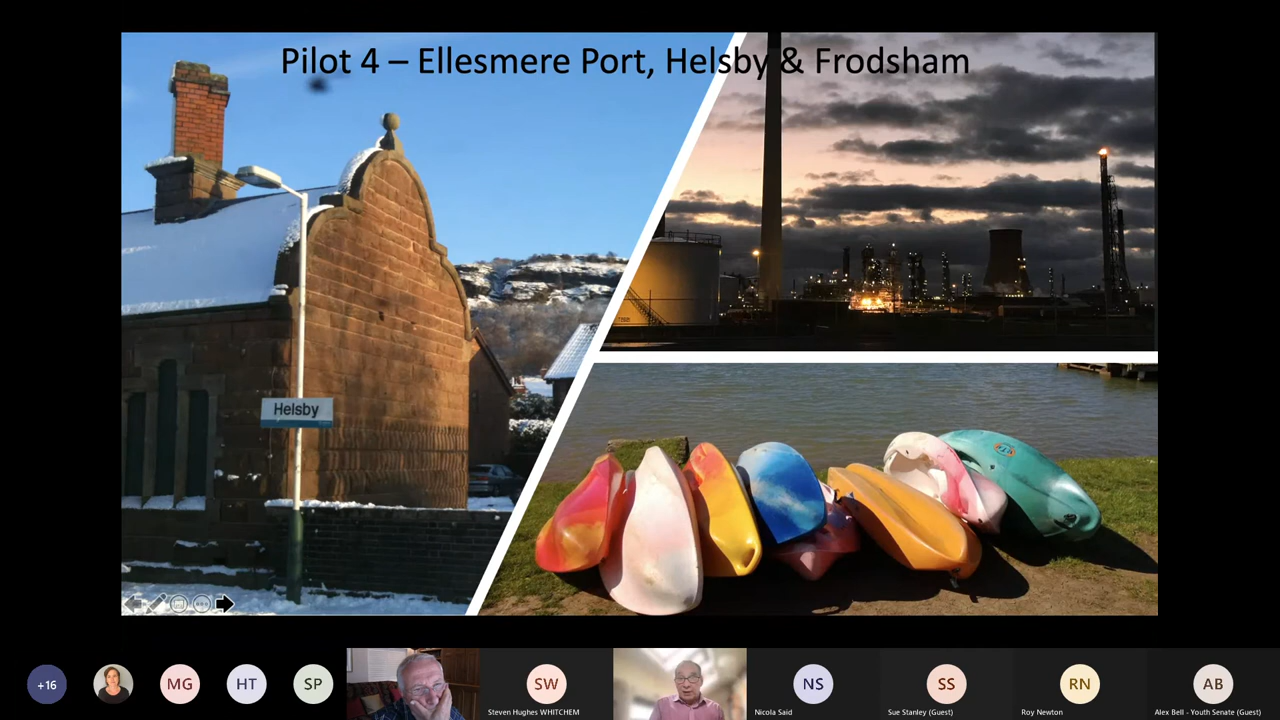 Pilot 4 – Ellesmere Port, Helsby & Frodsham
Helsby
+16
MG
HT
SP
SW
Steven Hughes WHITCHEM
NS
Nicola Said
SS
Sue Stanley (Guest)
RN
Roy Newton
AB
Alex Bell - Youth Senate (Guest)